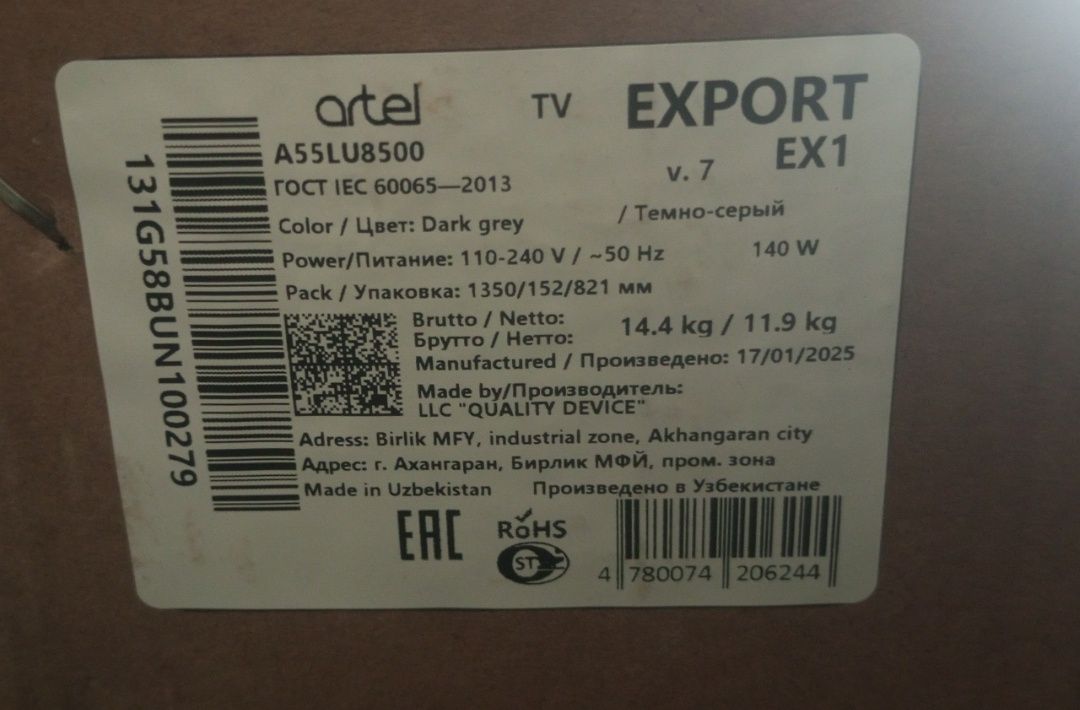 artel TV EXPORT
A55LU8500 v. 7 EX1
ГОСТ IEC 60065—2013
Color / Цвет: Dark grey / Темно-серый
Power/Питание: 110-240 V / ~50 Hz 140 W
Pack / Упаковка: 1350/152/821 мм
Brutto / Netto:
Брутто / Нетто: 14.4 kg / 11.9 kg
Manufactured / Произведено: 17/01/2025
Made by/Производитель:
LLC "QUALITY DEVICE"
Adress: Birlik MFY, industrial zone, Akhangaran city
Адрес: г. Ахангаран, Бирлик МФЙ, пром. зона
Made in Uzbekistan Произведено в Узбекистане
EAC RoHS
ST
4 780074 206244
131G58BUN100279